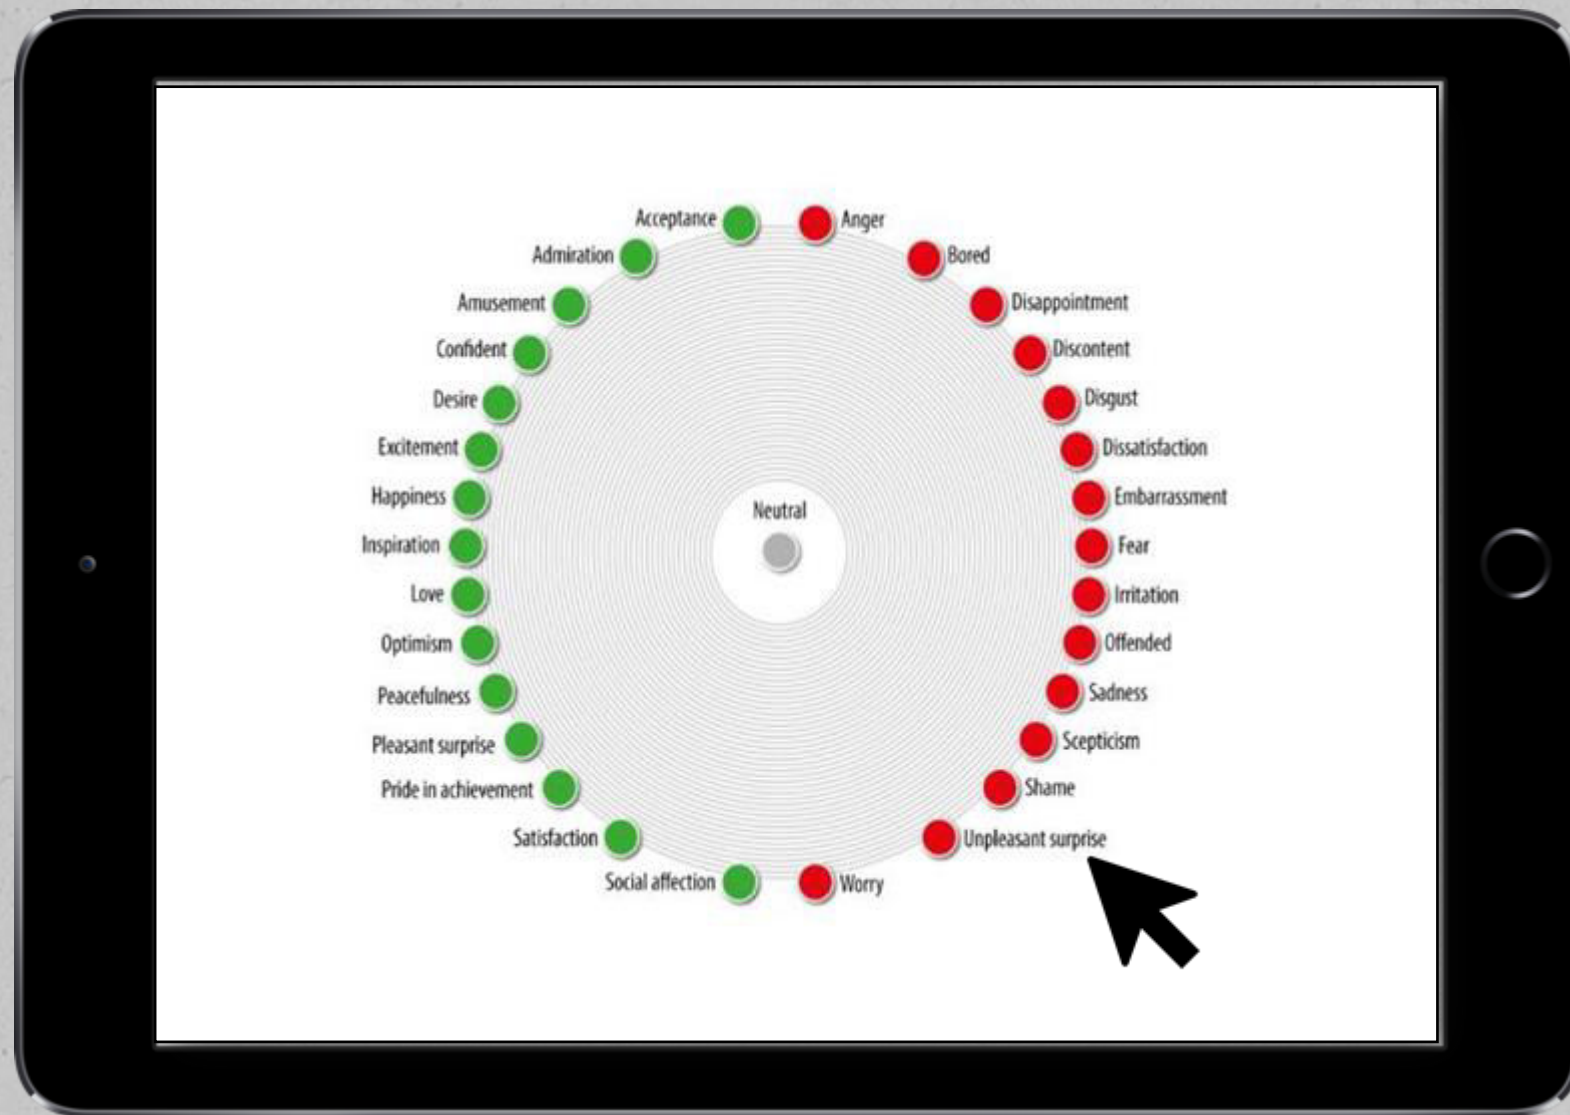 Acceptance
Anger
Admiration
Bored
Amusement
Disappointment
Confident
Discontent
Desire
Disgust
Excitement
Dissatisfaction
Happiness
Embarrassment
Neutral
Inspiration
Fear
Love
Irritation
Optimism
Offended
Peacefulness
Sadness
Pleasant surprise
Scepticism
Pride in achievement
Shame
Satisfaction
Unpleasant surprise
Social affection
Worry